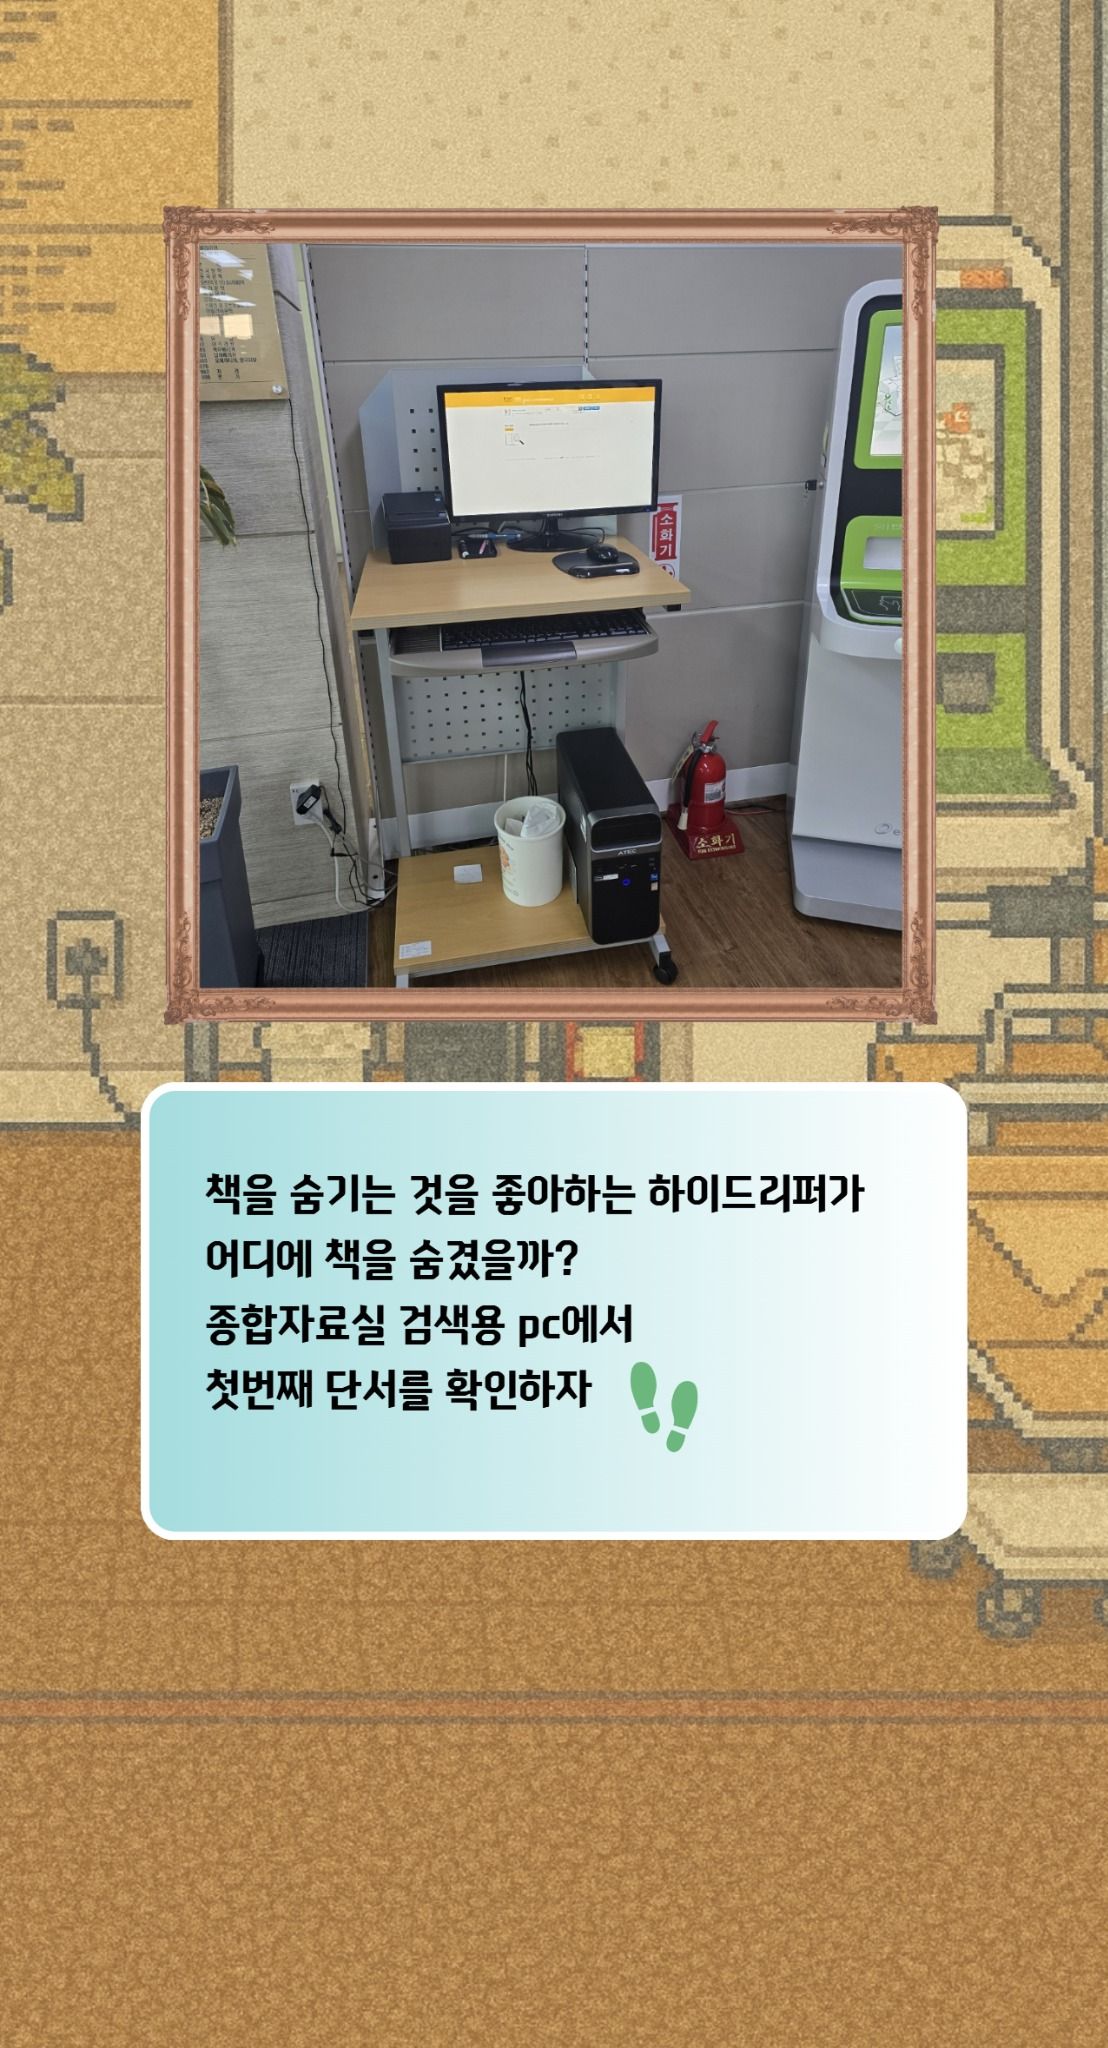 소화기
ATEC
소화기
책을 숨기는 것을 좋아하는 하이드리퍼가
어디에 책을 숨겼을까?
종합자료실 검색용 pc에서
첫번째 단서를 확인하자